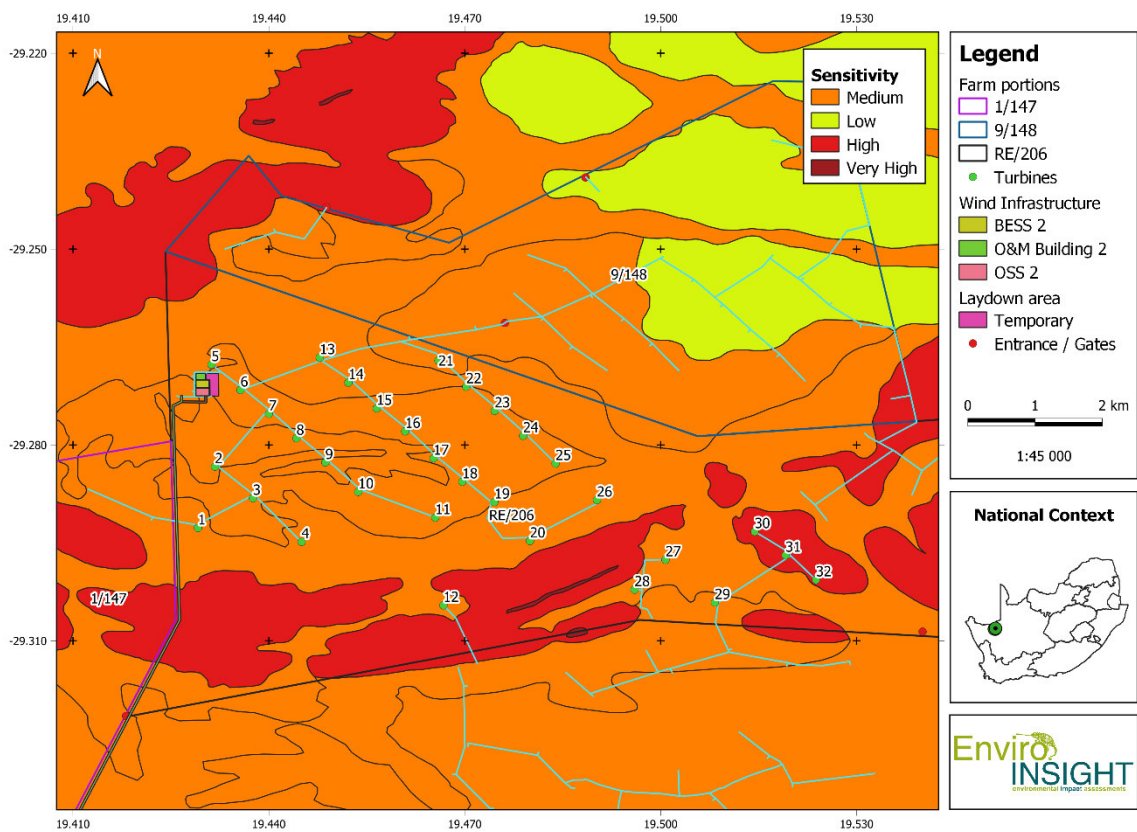 19.410
19.440
19.470
19.500
19.530
-29.220
-29.250
-29.280
-29.310
N
Sensitivity
Medium
Low
High
Very High
9/148
5
6
7
8
9
10
11
13
14
15
16
17
18
19
RE/206
20
21
22
23
24
25
26
2
3
1
4
12
1/147
27
28
29
30
31
32
19.410
19.440
19.470
19.500
19.530
Legend
Farm portions
1/147
9/148
RE/206
Turbines
Wind Infrastructure
BESS 2
O&M Building 2
OSS 2
Laydown area
Temporary
Entrance / Gates
0 1 2 km
1:45 000
National Context
Enviro
INSIGHT
environmental impact assessments